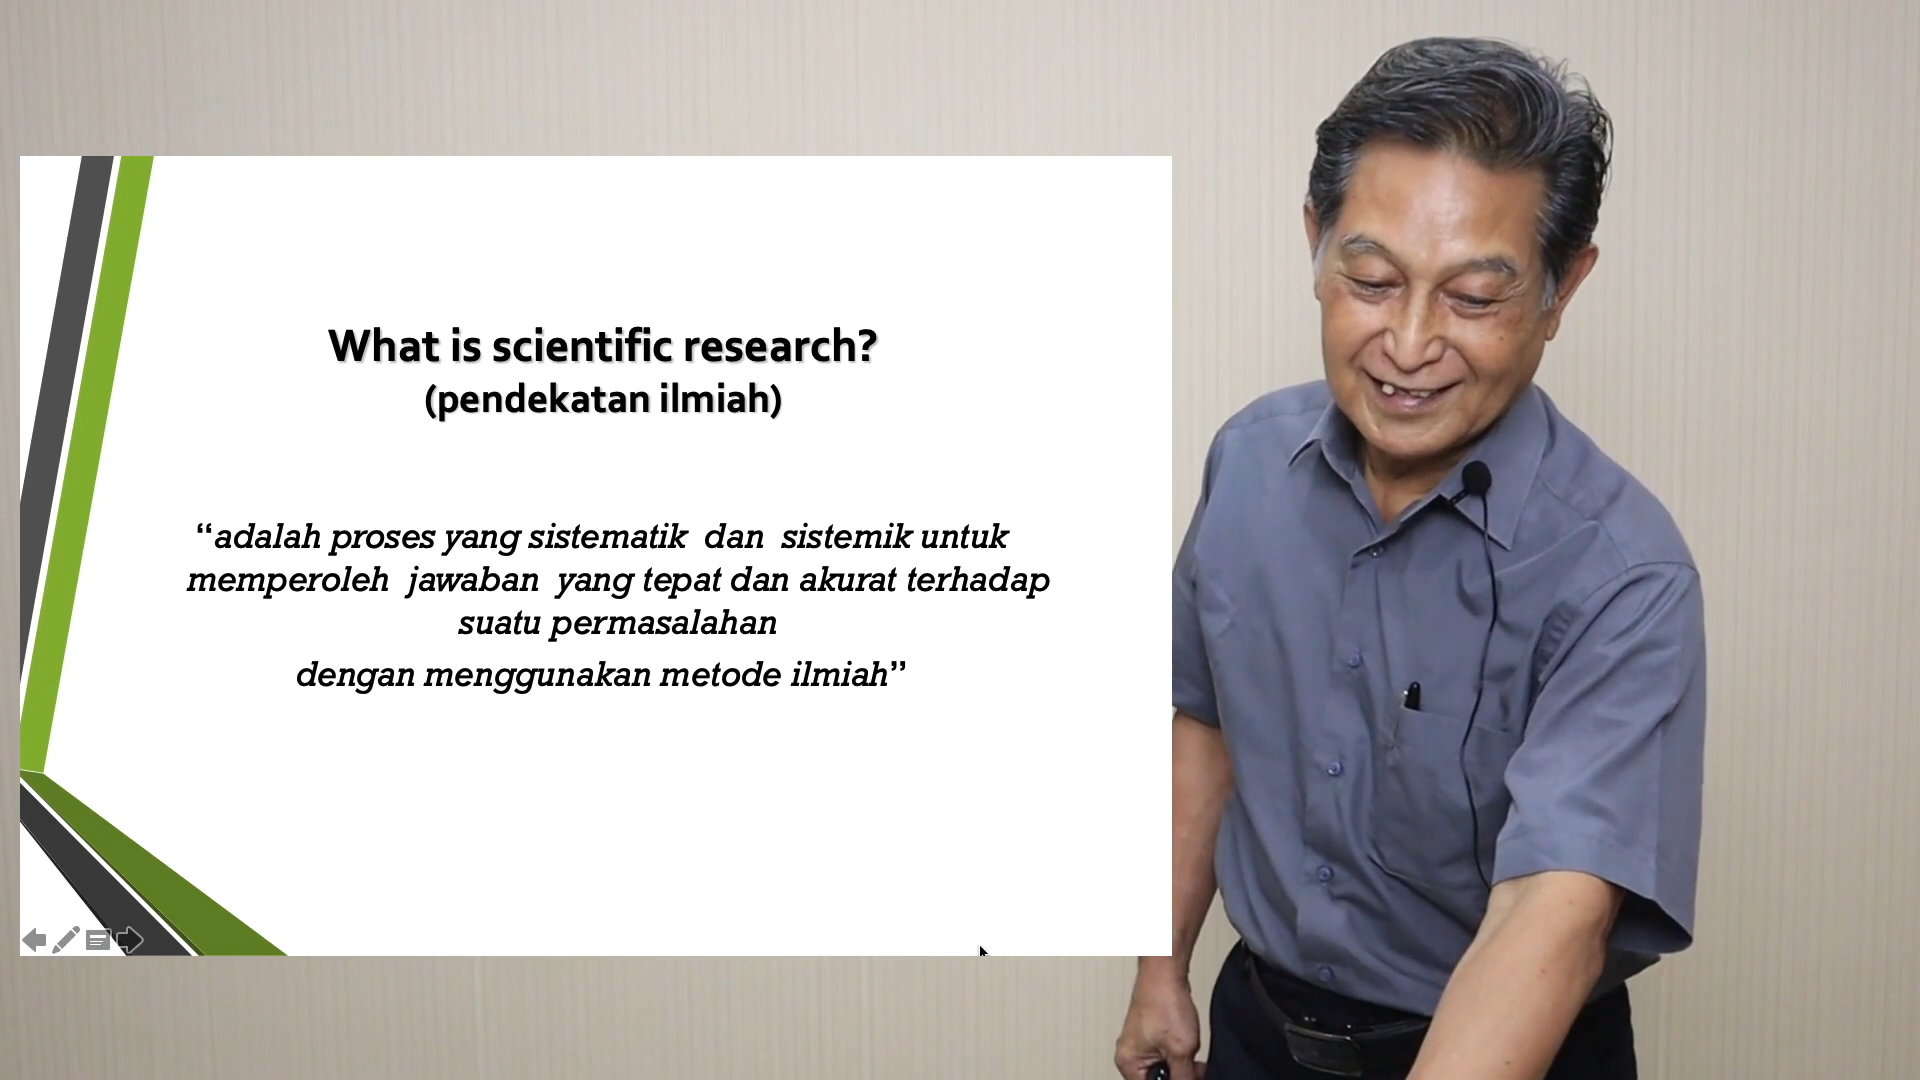 What is scientific research?
(pendekatan ilmiah)
“adalah proses yang sistematik dan sistemik untuk
memperoleh jawaban yang tepat dan akurat terhadap
suatu permasalahan
dengan menggunakan metode ilmiah”